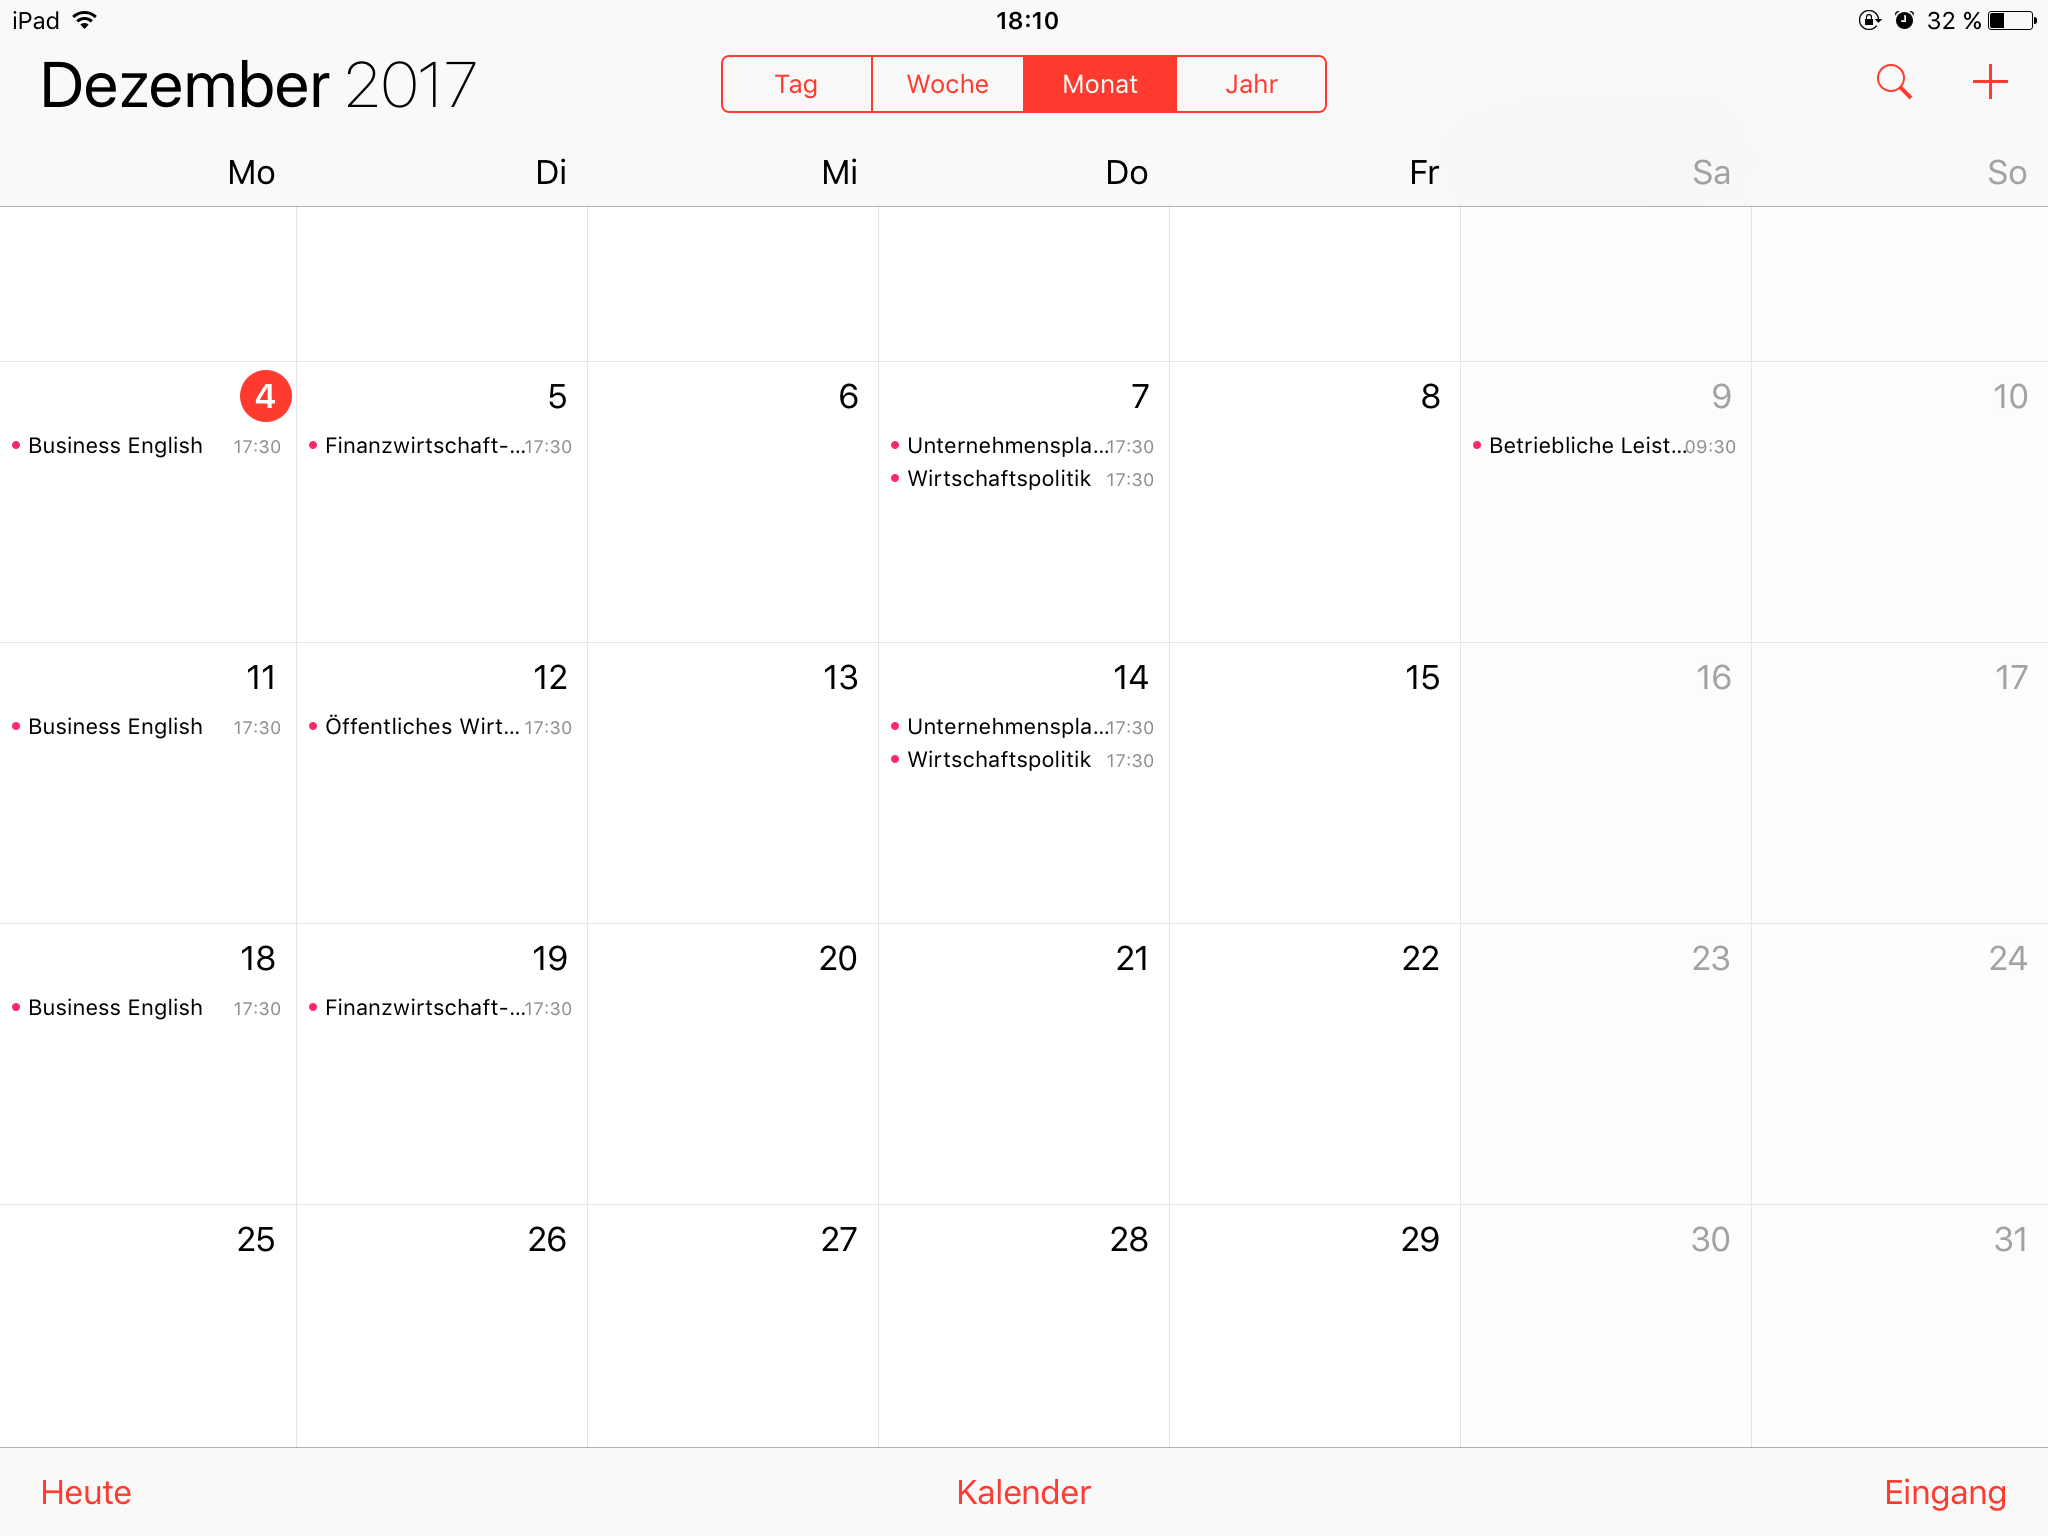 iPad 18:10 32 %
Dezember 2017 Tag Woche Monat Jahr
Mo Di Mi Do Fr Sa So
4 5 6 7 8 9 10
Business English 17:30 Finanzwirtschaft-...17:30 Unternehmenspla...17:30 Betriebliche Leist...09:30
Wirtschaftspolitik 17:30
11 12 13 14 15 16 17
Business English 17:30 Öffentliches Wirt... 17:30 Unternehmenspla...17:30
Wirtschaftspolitik 17:30
18 19 20 21 22 23 24
Business English 17:30 Finanzwirtschaft-...17:30
25 26 27 28 29 30 31
Heute Kalender Eingang